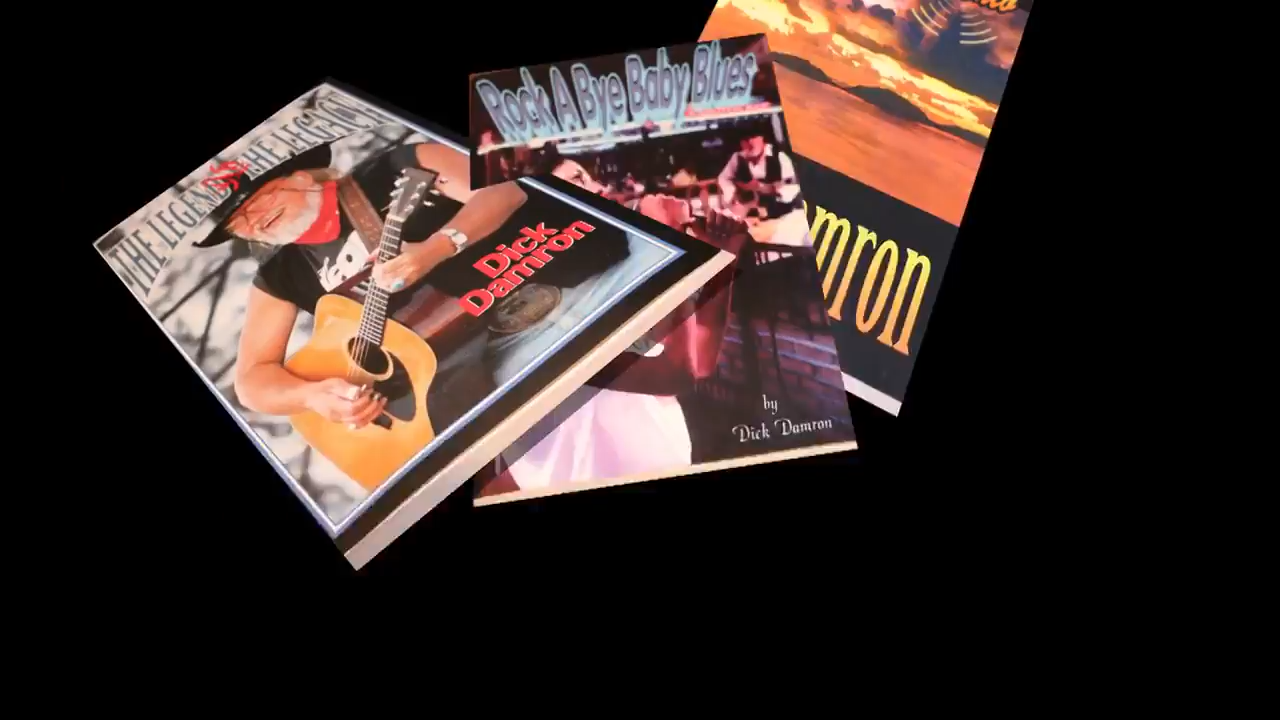 THE LEGEND & THE LEGACY
Dick
Damron
Rock A Bye Baby Blues
by
Dick Damron
amron